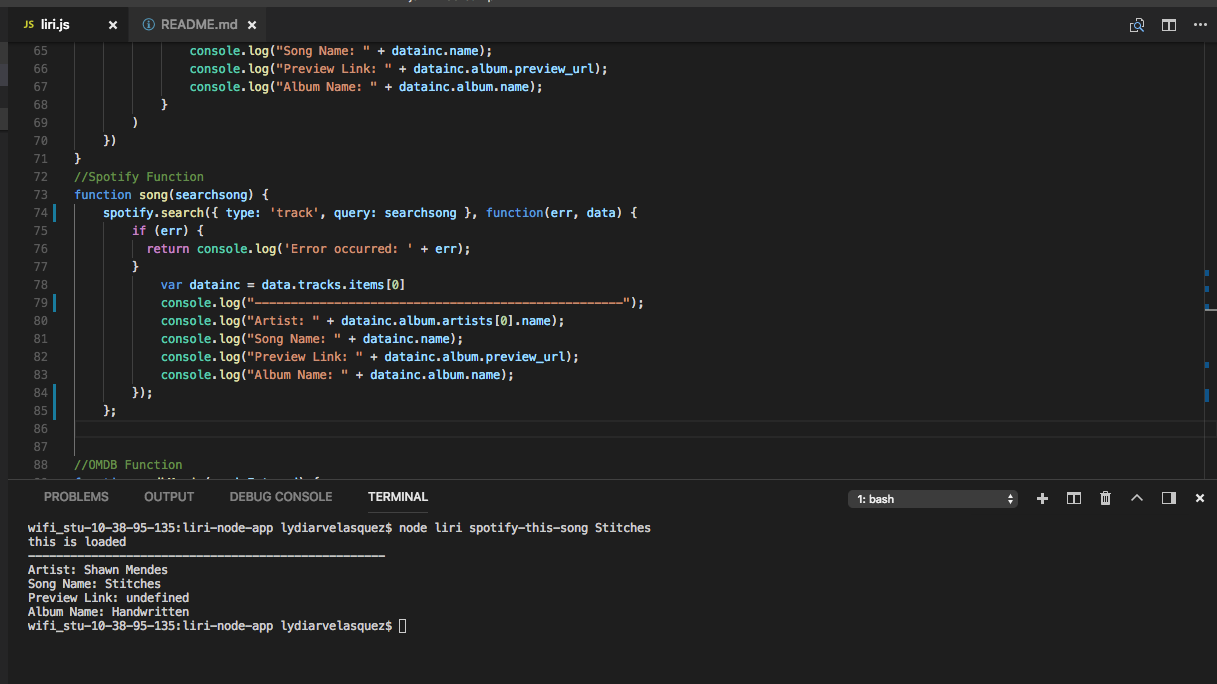 JS liri.js × ⓘ README.md ×
65 console.log("Song Name: " + datainc.name);
66 console.log("Preview Link: " + datainc.album.preview_url);
67 console.log("Album Name: " + datainc.album.name);
68 }
69 )
70 })
71 }
72 //Spotify Function
73 function song(searchsong) {
74 spotify.search({ type: 'track', query: searchsong }, function(err, data) {
75 if (err) {
76 return console.log('Error occurred: ' + err);
77 }
78 var datainc = data.tracks.items[0]
79 console.log("---------------------------------------------------");
80 console.log("Artist: " + datainc.album.artists[0].name);
81 console.log("Song Name: " + datainc.name);
82 console.log("Preview Link: " + datainc.album.preview_url);
83 console.log("Album Name: " + datainc.album.name);
84 });
85 };
86
87
88 //OMDB Function
PROBLEMS OUTPUT DEBUG CONSOLE TERMINAL 1: bash
wifi_stu-10-38-95-135:liri-node-app lydiarvelasquez$ node liri spotify-this-song Stitches
this is loaded
---------------------------------------------------
Artist: Shawn Mendes
Song Name: Stitches
Preview Link: undefined
Album Name: Handwritten
wifi_stu-10-38-95-135:liri-node-app lydiarvelasquez$